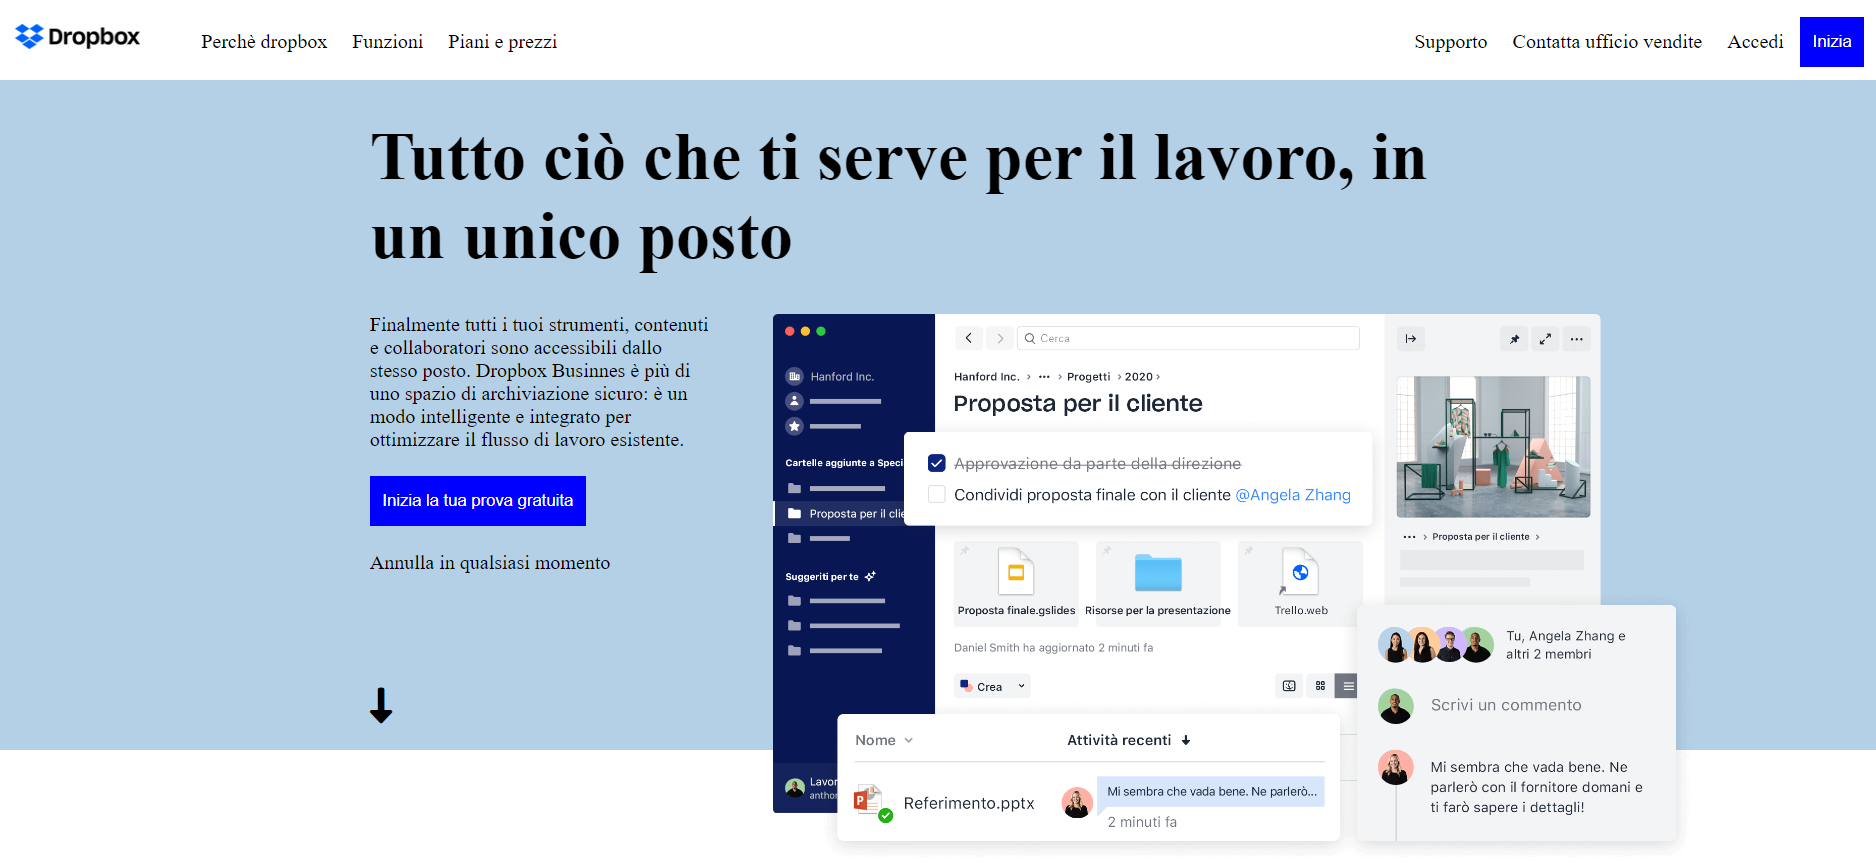 Dropbox
Perchè dropbox
Funzioni
Piani e prezzi
Supporto
Contatta ufficio vendite
Accedi
Inizia
Tutto ciò che ti serve per il lavoro, in
un unico posto
Finalmente tutti i tuoi strumenti, contenuti
e collaboratori sono accessibili dallo
stesso posto. Dropbox Businnes è più di
uno spazio di archiviazione sicuro: è un
modo intelligente e integrato per
ottimizzare il flusso di lavoro esistente.
Inizia la tua prova gratuita
Annulla in qualsiasi momento
Hanford Inc.
Cartelle aggiunte a Speci
Proposta per il clie
Suggeriti per te
Lavor
anthon
Cerca
Hanford Inc. › ··· › Progetti › 2020 ›
Proposta per il cliente
Approvazione da parte della direzione
Condividi proposta finale con il cliente @Angela Zhang
Proposta finale.gslides
Risorse per la presentazione
Trello.web
Daniel Smith ha aggiornato 2 minuti fa
Crea
Nome
Attività recenti
P
Referimento.pptx
Mi sembra che vada bene. Ne parlerò...
2 minuti fa
··· › Proposta per il cliente ›
Tu, Angela Zhang e
altri 2 membri
Scrivi un commento
Mi sembra che vada bene. Ne
parlerò con il fornitore domani e
ti farò sapere i dettagli!